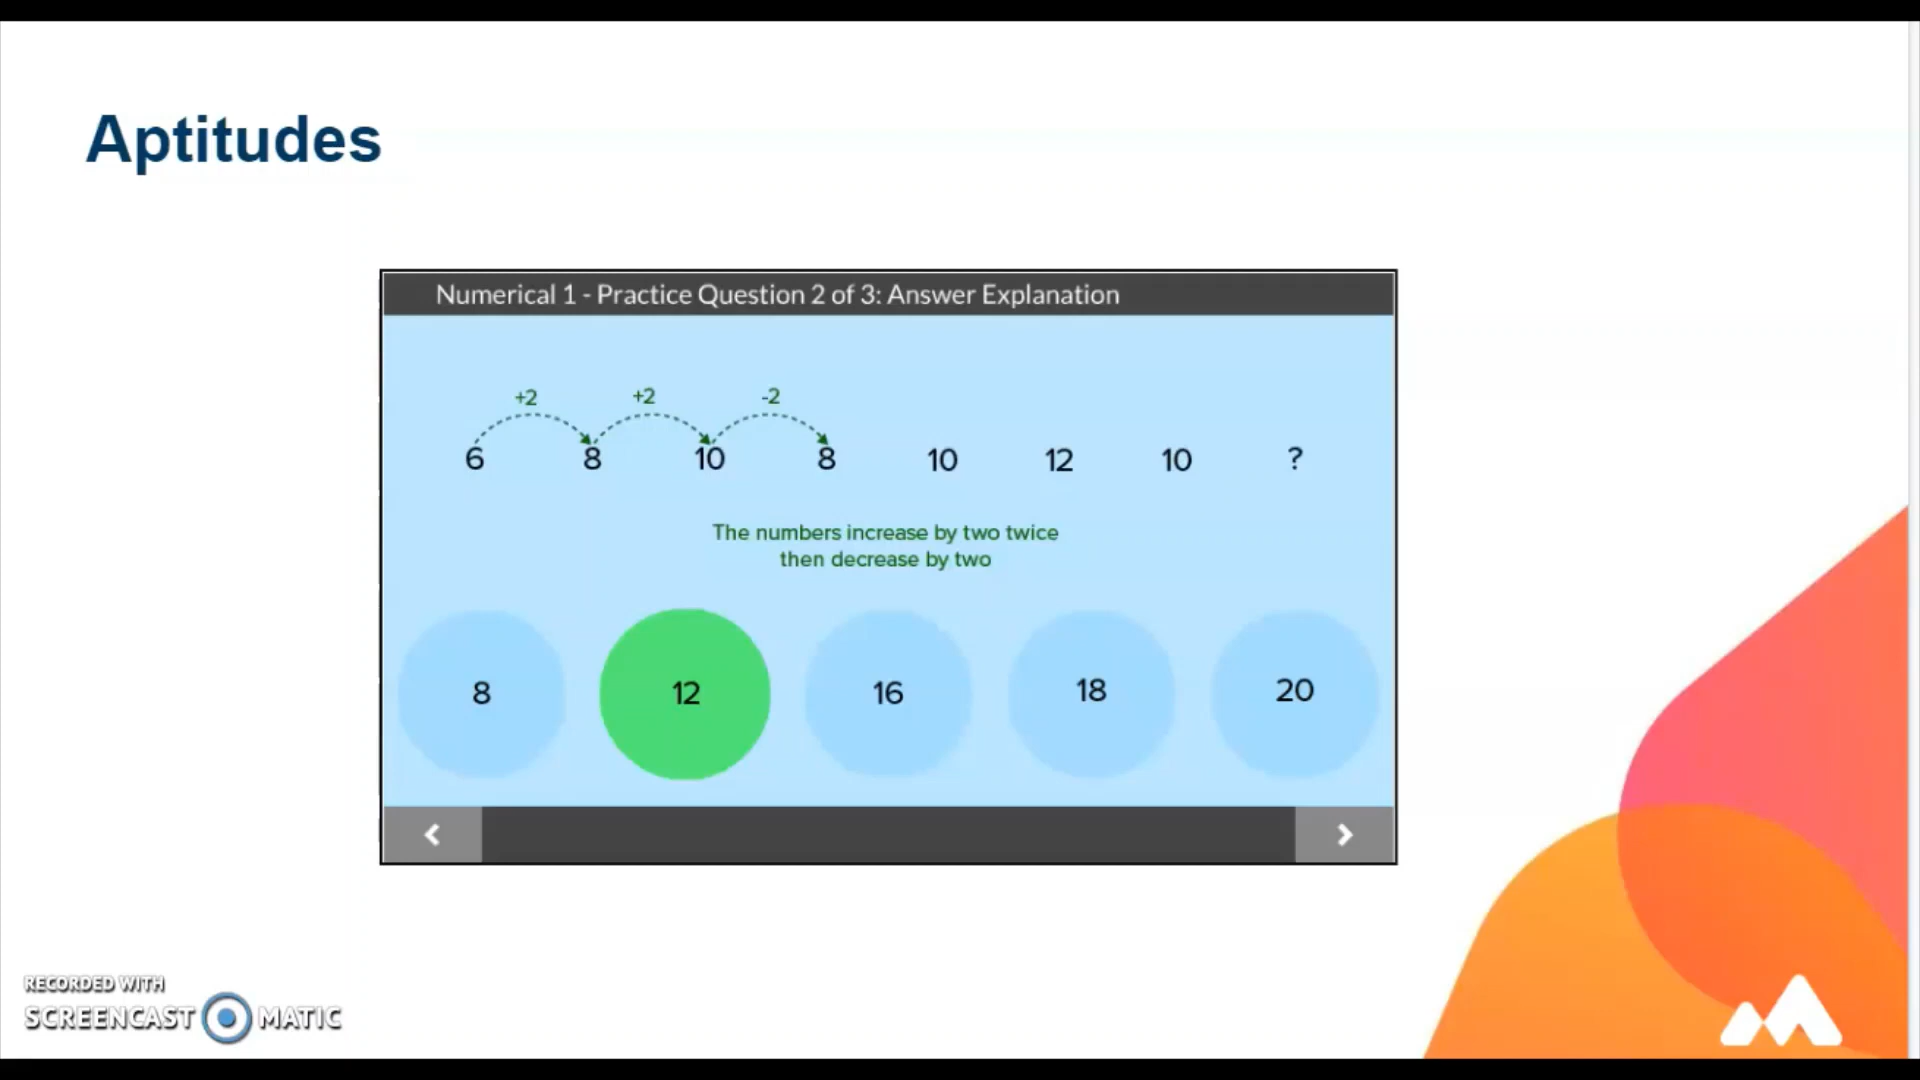 Aptitudes
Numerical 1 - Practice Question 2 of 3: Answer Explanation
+2 +2 -2
6 8 10 8 10 12 10 ?
The numbers increase by two twice
then decrease by two
8 12 16 18 20
RECORDED WITH
SCREENCAST MATIC